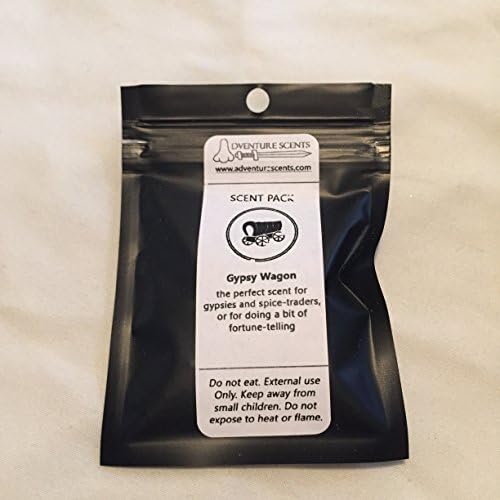 ADVENTURE SCENTS
www.adventurescents.com
SCENT PACK
Gypsy Wagon
the perfect scent for
gypsies and spice-traders,
or for doing a bit of
fortune-telling
Do not eat. External use
Only. Keep away from
small children. Do not
expose to heat or flame.